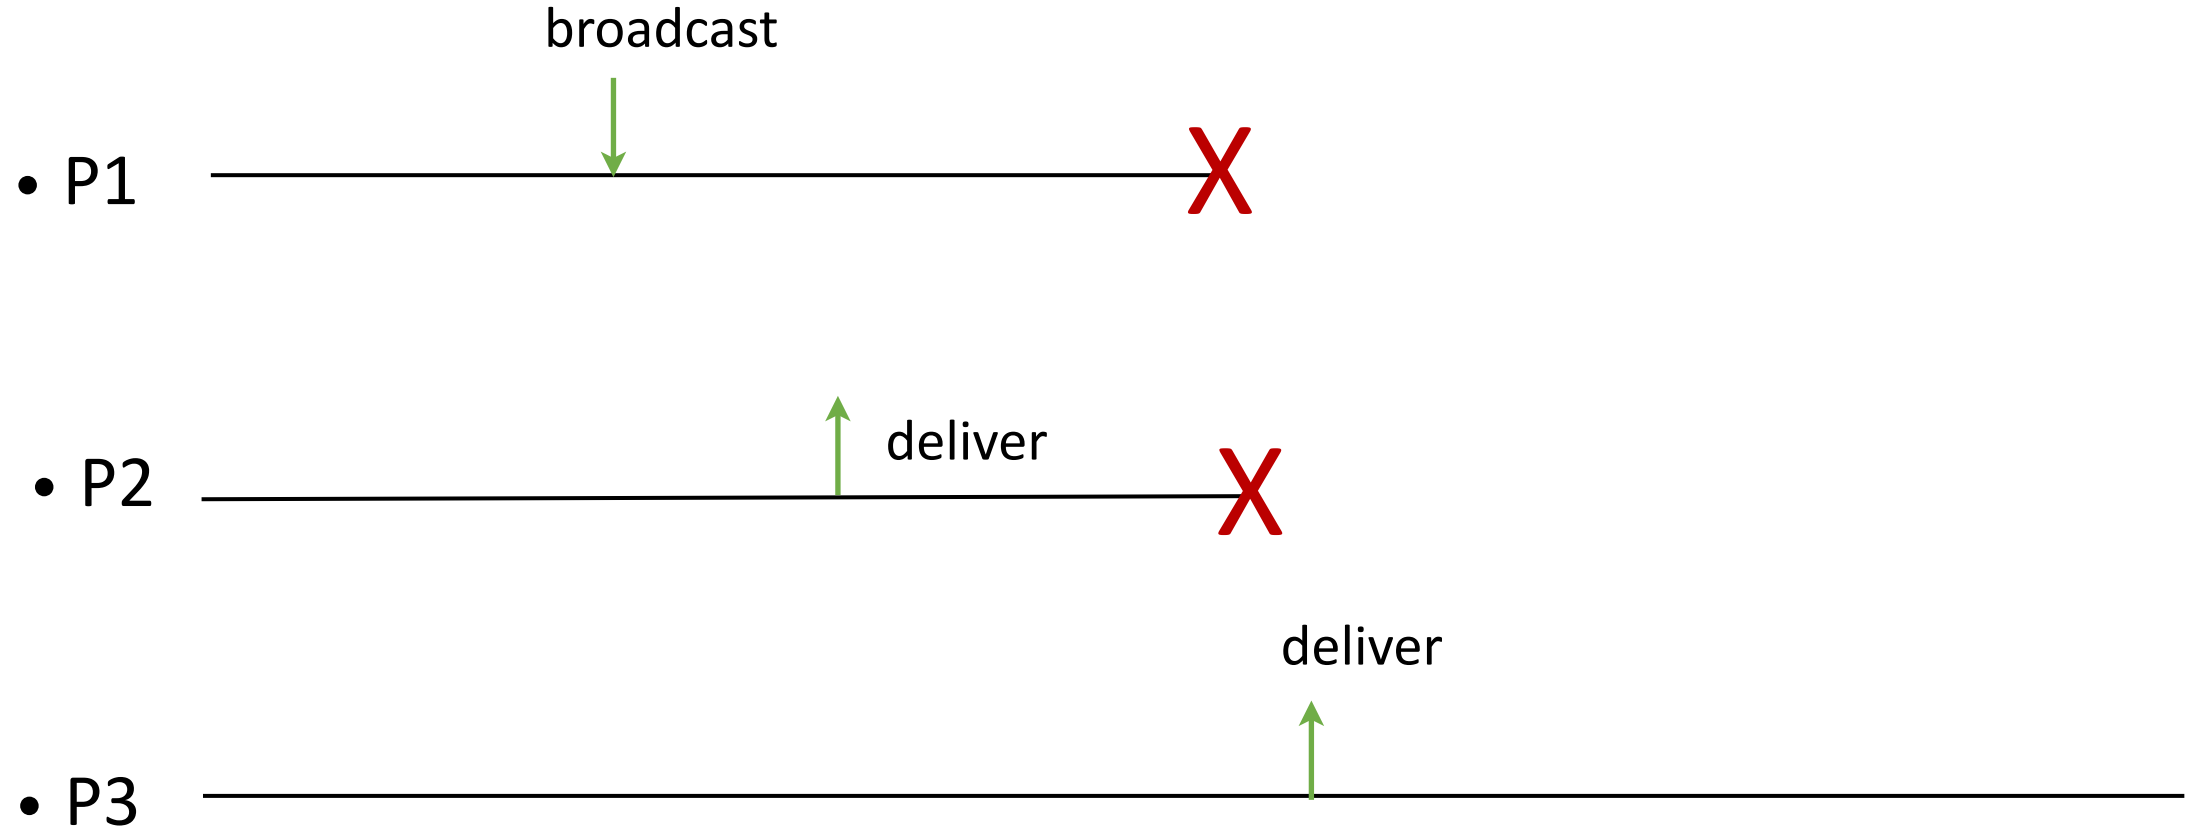 broadcast
• P1
X
deliver
• P2
X
deliver
• P3